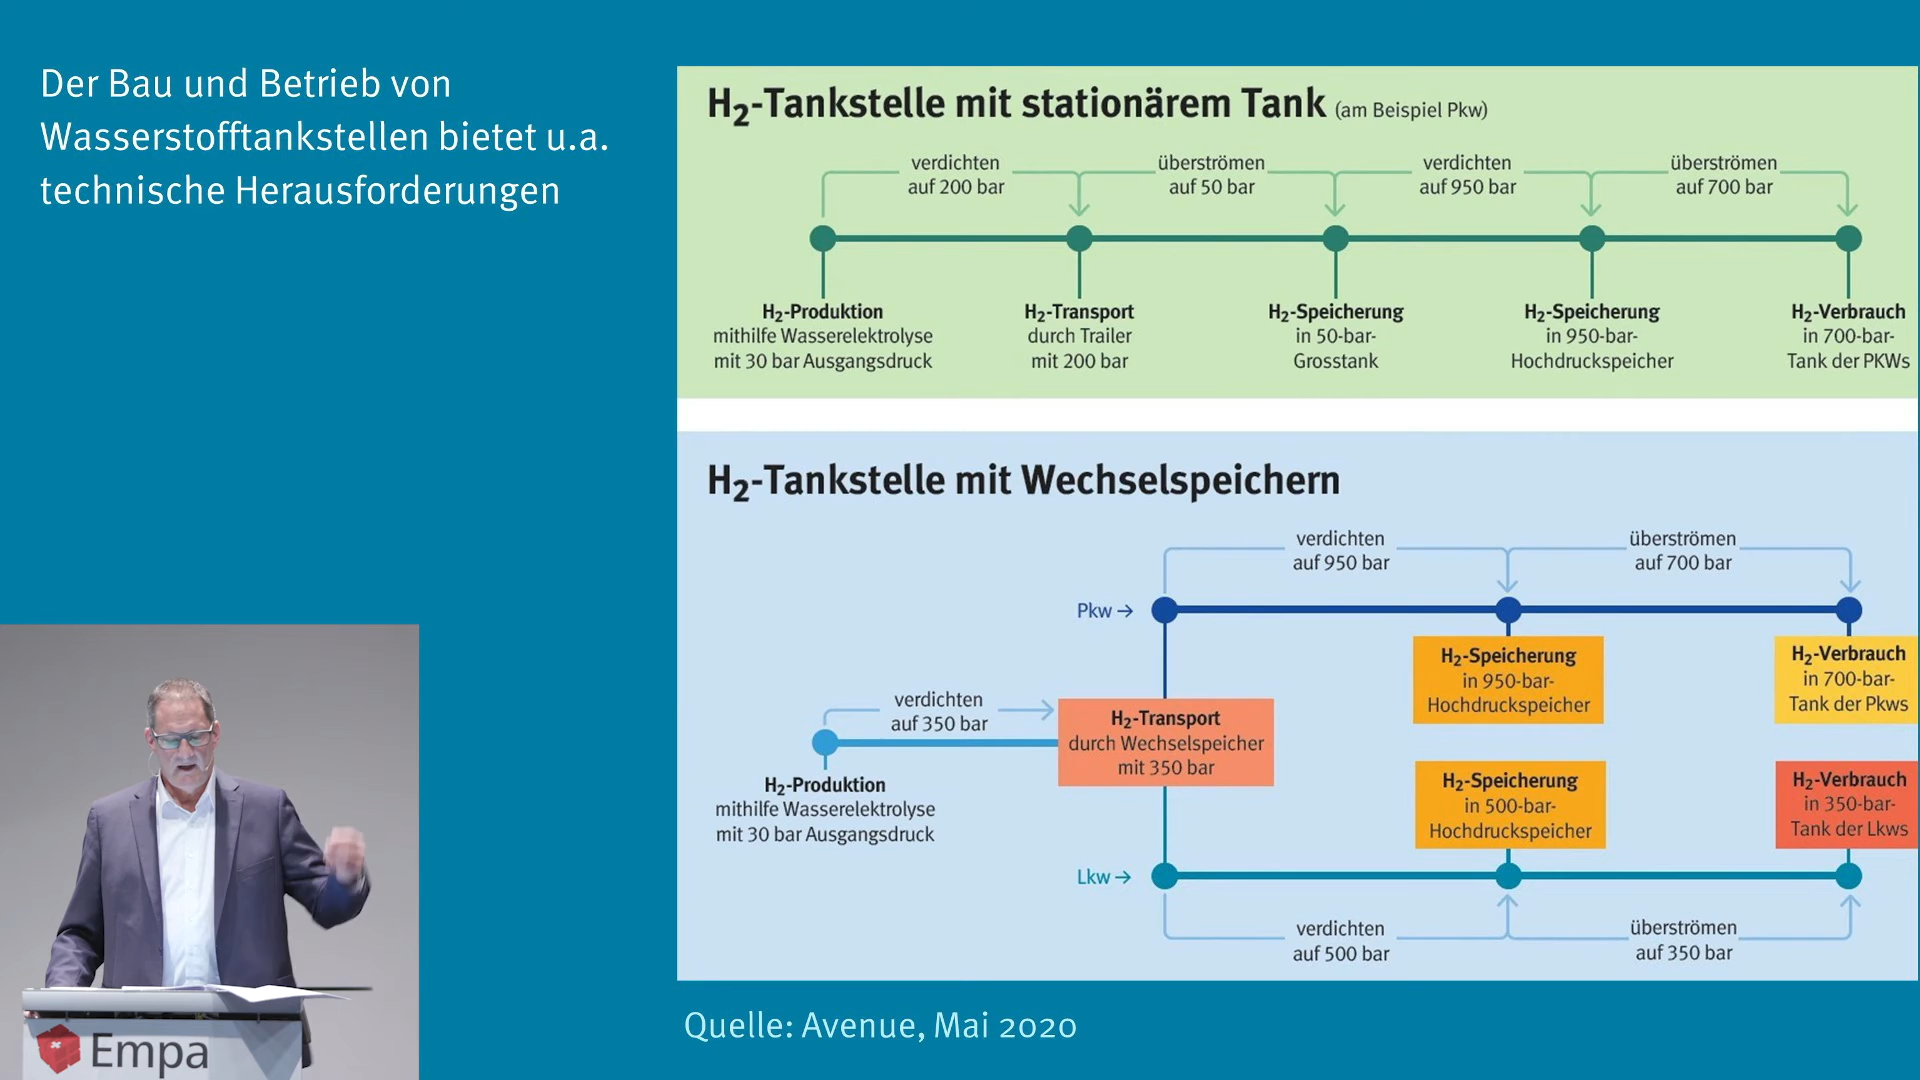 Der Bau und Betrieb von
Wasserstofftankstellen bietet u.a.
technische Herausforderungen
H2-Tankstelle mit stationärem Tank (am Beispiel Pkw)
verdichten
auf 200 bar
überströmen
auf 50 bar
verdichten
auf 950 bar
überströmen
auf 700 bar
H2-Produktion
mithilfe Wasserelektrolyse
mit 30 bar Ausgangsdruck
H2-Transport
durch Trailer
mit 200 bar
H2-Speicherung
in 50-bar-
Grosstank
H2-Speicherung
in 950-bar-
Hochdruckspeicher
H2-Verbrauch
in 700-bar-
Tank der PKWs
H2-Tankstelle mit Wechselspeichern
verdichten
auf 950 bar
überströmen
auf 700 bar
Pkw →
H2-Speicherung
in 950-bar-
Hochdruckspeicher
H2-Verbrauch
in 700-bar-
Tank der Pkws
verdichten
auf 350 bar
H2-Transport
durch Wechselspeicher
mit 350 bar
H2-Produktion
mithilfe Wasserelektrolyse
mit 30 bar Ausgangsdruck
H2-Speicherung
in 500-bar-
Hochdruckspeicher
H2-Verbrauch
in 350-bar-
Tank der Lkws
Lkw →
verdichten
auf 500 bar
überströmen
auf 350 bar
Quelle: Avenue, Mai 2020
Empa